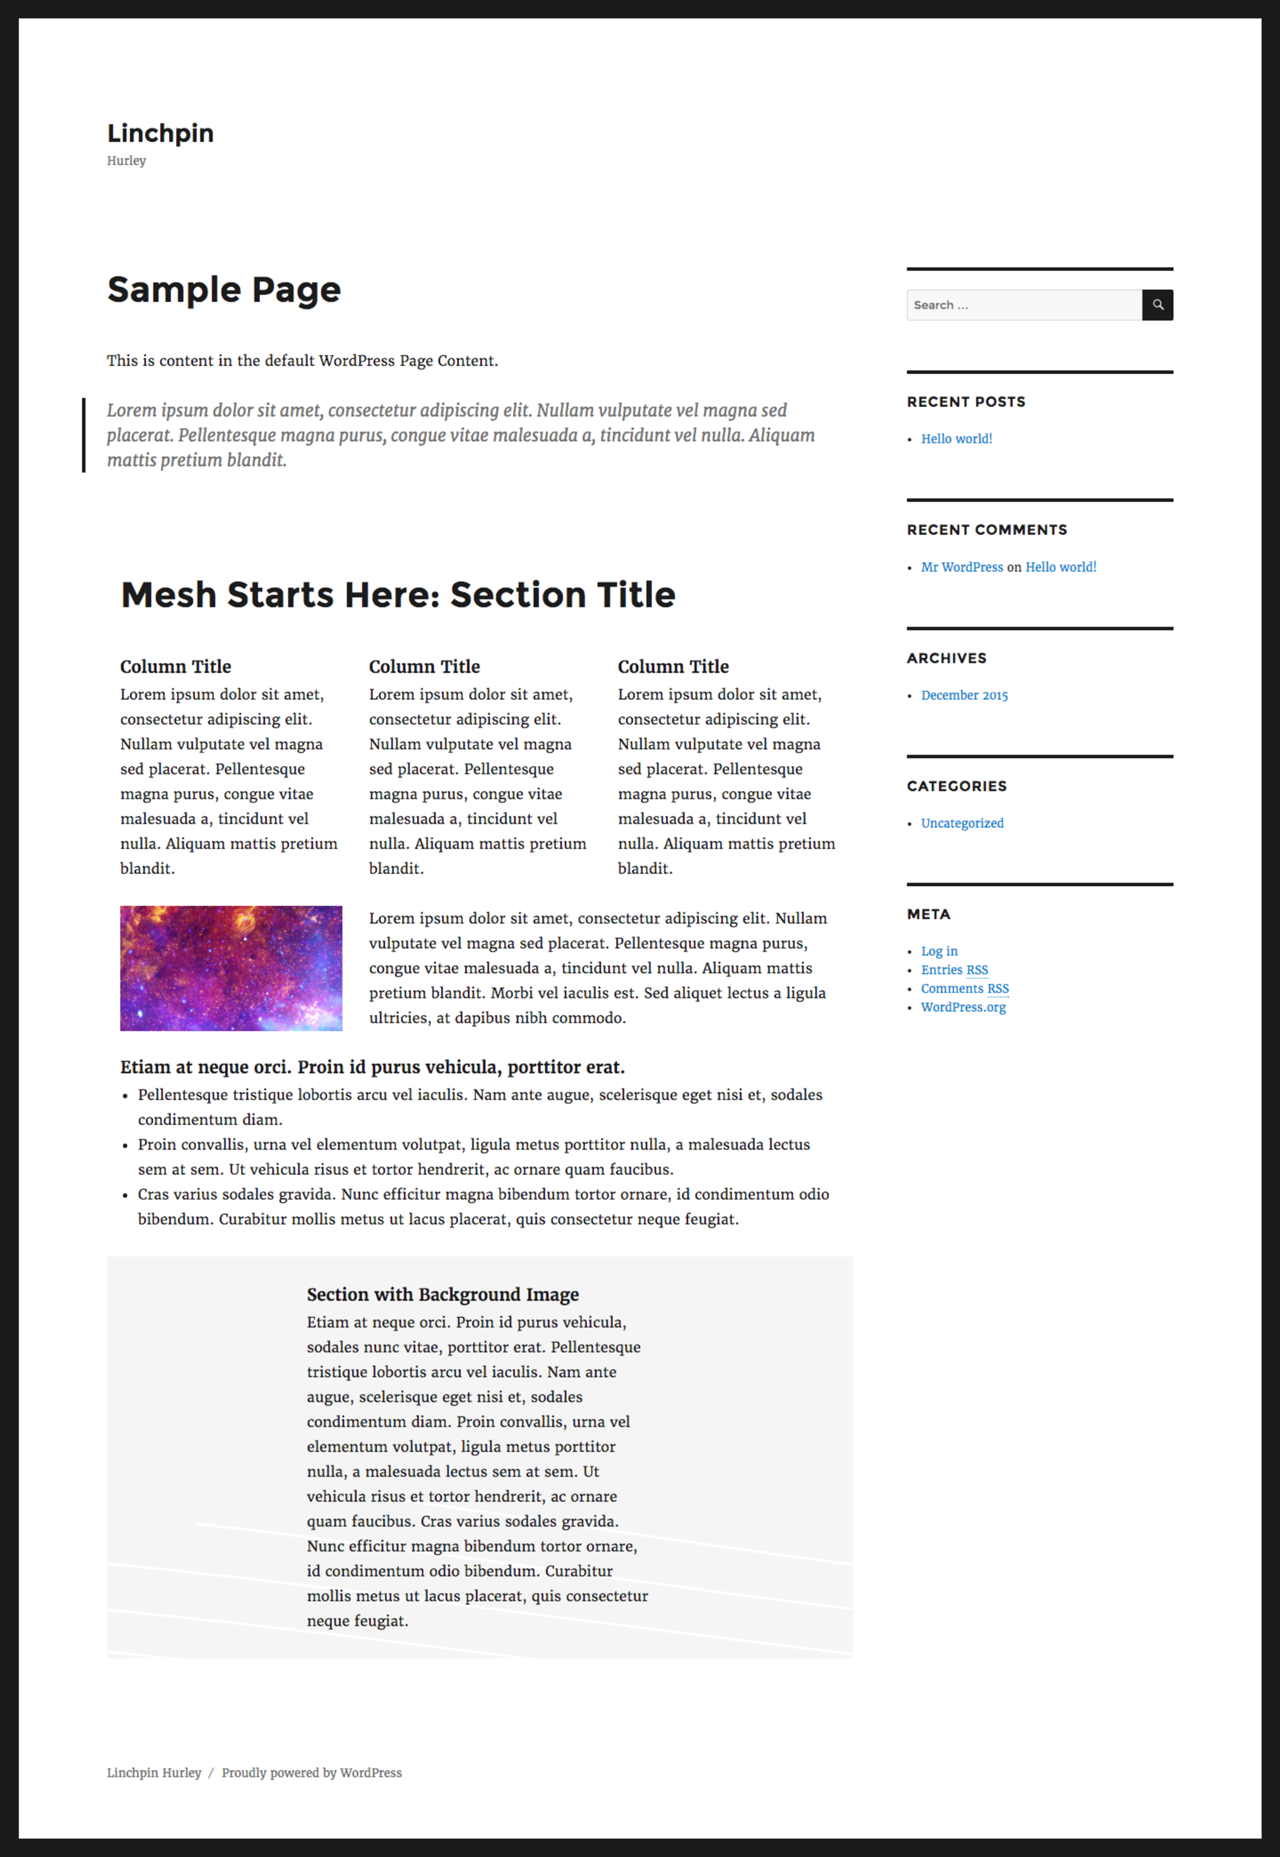 Linchpin
Hurley
Sample Page
This is content in the default WordPress Page Content.
Lorem ipsum dolor sit amet, consectetur adipiscing elit. Nullam vulputate vel magna sed
placerat. Pellentesque magna purus, congue vitae malesuada a, tincidunt vel nulla. Aliquam
mattis pretium blandit.
Mesh Starts Here: Section Title
Column Title
Lorem ipsum dolor sit amet,
consectetur adipiscing elit.
Nullam vulputate vel magna
sed placerat. Pellentesque
magna purus, congue vitae
malesuada a, tincidunt vel
nulla. Aliquam mattis pretium
blandit.
Column Title
Lorem ipsum dolor sit amet,
consectetur adipiscing elit.
Nullam vulputate vel magna
sed placerat. Pellentesque
magna purus, congue vitae
malesuada a, tincidunt vel
nulla. Aliquam mattis pretium
blandit.
Column Title
Lorem ipsum dolor sit amet,
consectetur adipiscing elit.
Nullam vulputate vel magna
sed placerat. Pellentesque
magna purus, congue vitae
malesuada a, tincidunt vel
nulla. Aliquam mattis pretium
blandit.
Lorem ipsum dolor sit amet, consectetur adipiscing elit. Nullam
vulputate vel magna sed placerat. Pellentesque magna purus,
congue vitae malesuada a, tincidunt vel nulla. Aliquam mattis
pretium blandit. Morbi vel iaculis est. Sed aliquet lectus a ligula
ultricies, at dapibus nibh commodo.
Etiam at neque orci. Proin id purus vehicula, porttitor erat.
• Pellentesque tristique lobortis arcu vel iaculis. Nam ante augue, scelerisque eget nisi et, sodales
condimentum diam.
• Proin convallis, urna vel elementum volutpat, ligula metus porttitor nulla, a malesuada lectus
sem at sem. Ut vehicula risus et tortor hendrerit, ac ornare quam faucibus.
• Cras varius sodales gravida. Nunc efficitur magna bibendum tortor ornare, id condimentum odio
bibendum. Curabitur mollis metus ut lacus placerat, quis consectetur neque feugiat.
Section with Background Image
Etiam at neque orci. Proin id purus vehicula,
sodales nunc vitae, porttitor erat. Pellentesque
tristique lobortis arcu vel iaculis. Nam ante
augue, scelerisque eget nisi et, sodales
condimentum diam. Proin convallis, urna vel
elementum volutpat, ligula metus porttitor
nulla, a malesuada lectus sem at sem. Ut
vehicula risus et tortor hendrerit, ac ornare
quam faucibus. Cras varius sodales gravida.
Nunc efficitur magna bibendum tortor ornare,
id condimentum odio bibendum. Curabitur
mollis metus ut lacus placerat, quis consectetur
neque feugiat.
Search ...
RECENT POSTS
• Hello world!
RECENT COMMENTS
• Mr WordPress on Hello world!
ARCHIVES
• December 2015
CATEGORIES
• Uncategorized
META
• Log in
• Entries RSS
• Comments RSS
• WordPress.org
Linchpin Hurley / Proudly powered by WordPress